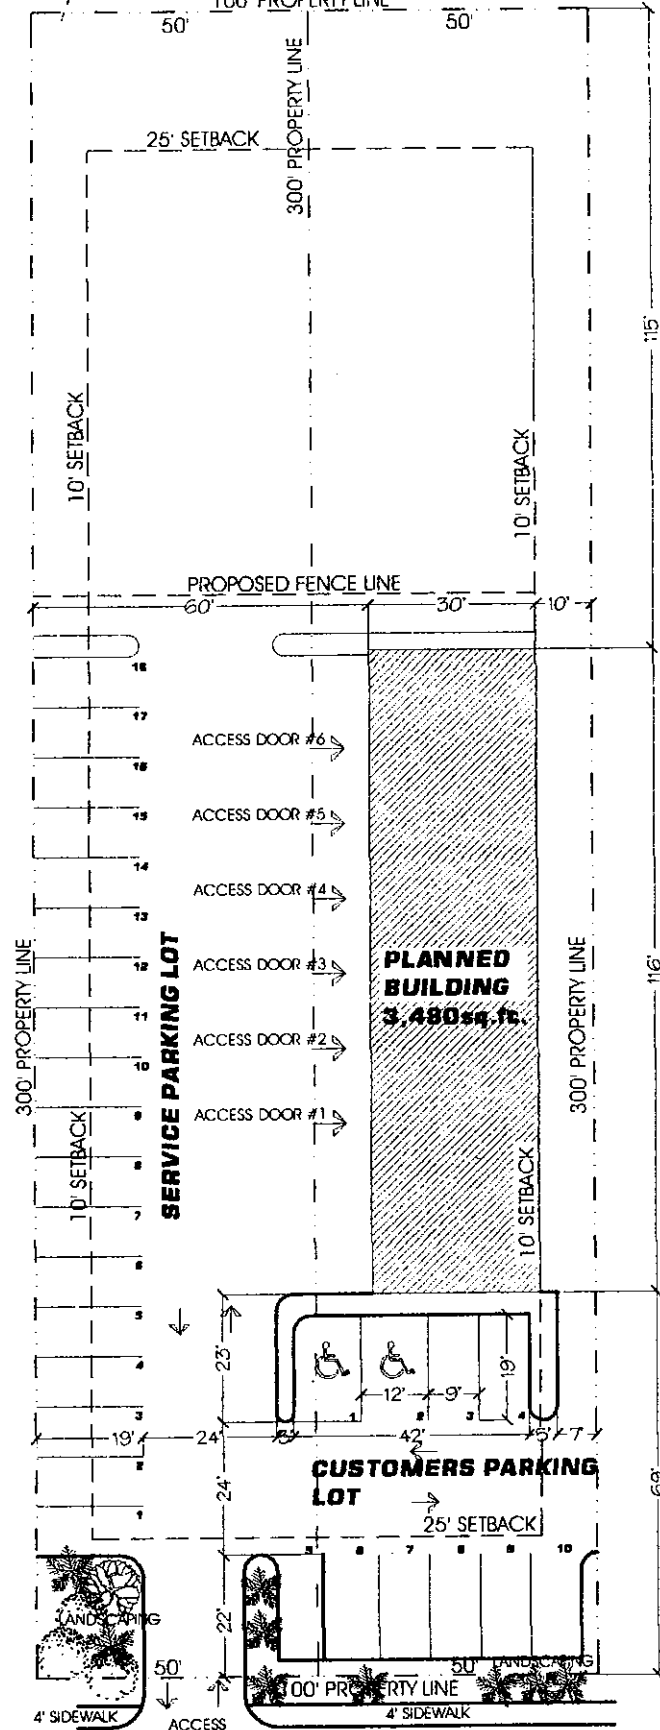 100' PROPERTY LINE
50'
50'
25' SETBACK
300' PROPERTY LINE
115'
10' SETBACK
10' SETBACK
PROPOSED FENCE LINE
60'
30'
10'
18
17
ACCESS DOOR #6
16
15
ACCESS DOOR #5
14
ACCESS DOOR #4
13
12
ACCESS DOOR #3
11
ACCESS DOOR #2
10
9
ACCESS DOOR #1
8
7
6
5
4
3
2
1
300' PROPERTY LINE
10' SETBACK
SERVICE PARKING LOT
PLANNED
BUILDING
3,480sq.ft.
10' SETBACK
300' PROPERTY LINE
116'
23'
12'
9'
19'
1
2
3
4
19'
24'
3'
42'
5'
7'
24'
CUSTOMERS PARKING
LOT
25' SETBACK
69'
5
6
7
8
9
10
22'
LANDSCAPING
LANDSCAPING
50'
50'
100' PROPERTY LINE
4' SIDEWALK
ACCESS
4' SIDEWALK